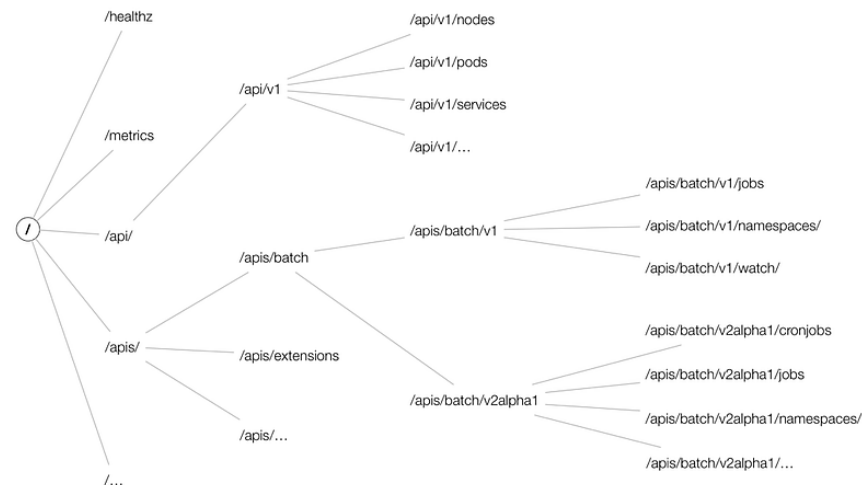 /healthz
/metrics
/
/api/
/apis/
/...
/api/v1
/apis/batch
/apis/extensions
/apis/...
/api/v1/nodes
/api/v1/pods
/api/v1/services
/api/v1/...
/apis/batch/v1
/apis/batch/v2alpha1
/apis/batch/v1/jobs
/apis/batch/v1/namespaces/
/apis/batch/v1/watch/
/apis/batch/v2alpha1/cronjobs
/apis/batch/v2alpha1/jobs
/apis/batch/v2alpha1/namespaces/
/apis/batch/v2alpha1/...